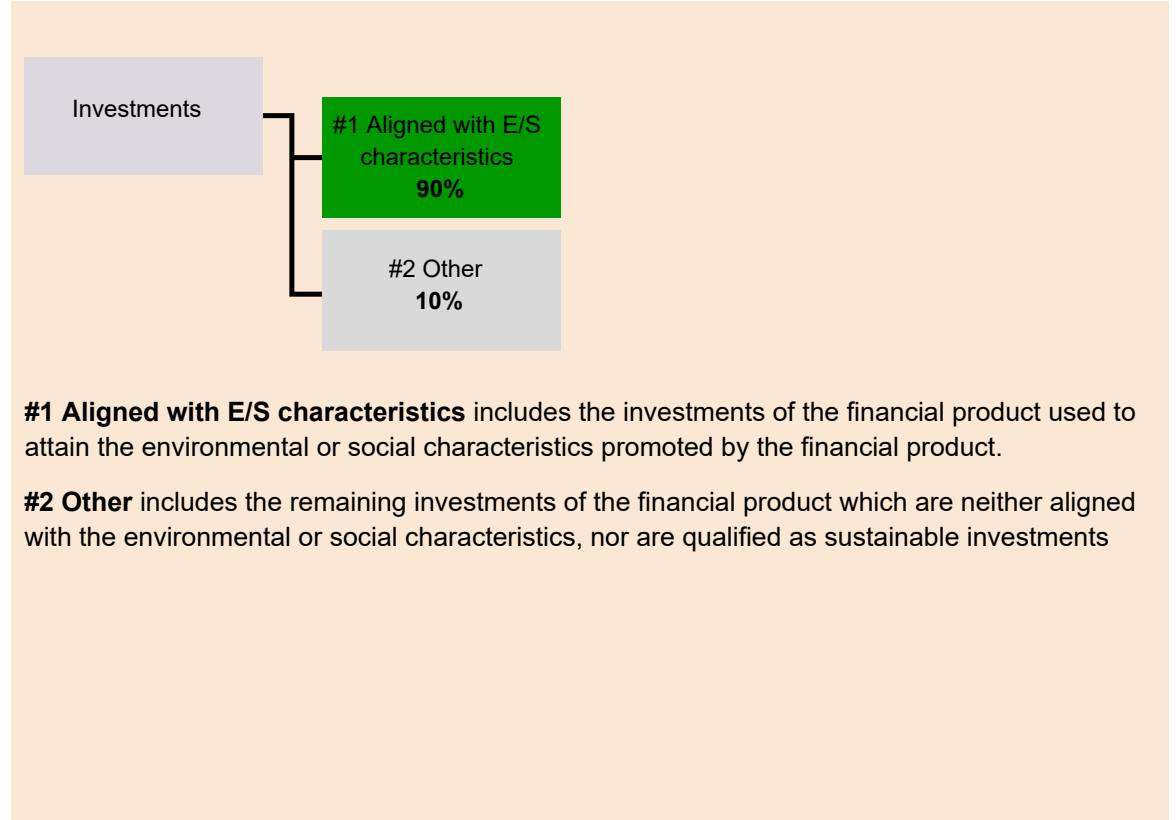 Investments
#1 Aligned with E/S
characteristics
90%
#2 Other
10%
#1 Aligned with E/S characteristics includes the investments of the financial product used to
attain the environmental or social characteristics promoted by the financial product.
#2 Other includes the remaining investments of the financial product which are neither aligned
with the environmental or social characteristics, nor are qualified as sustainable investments